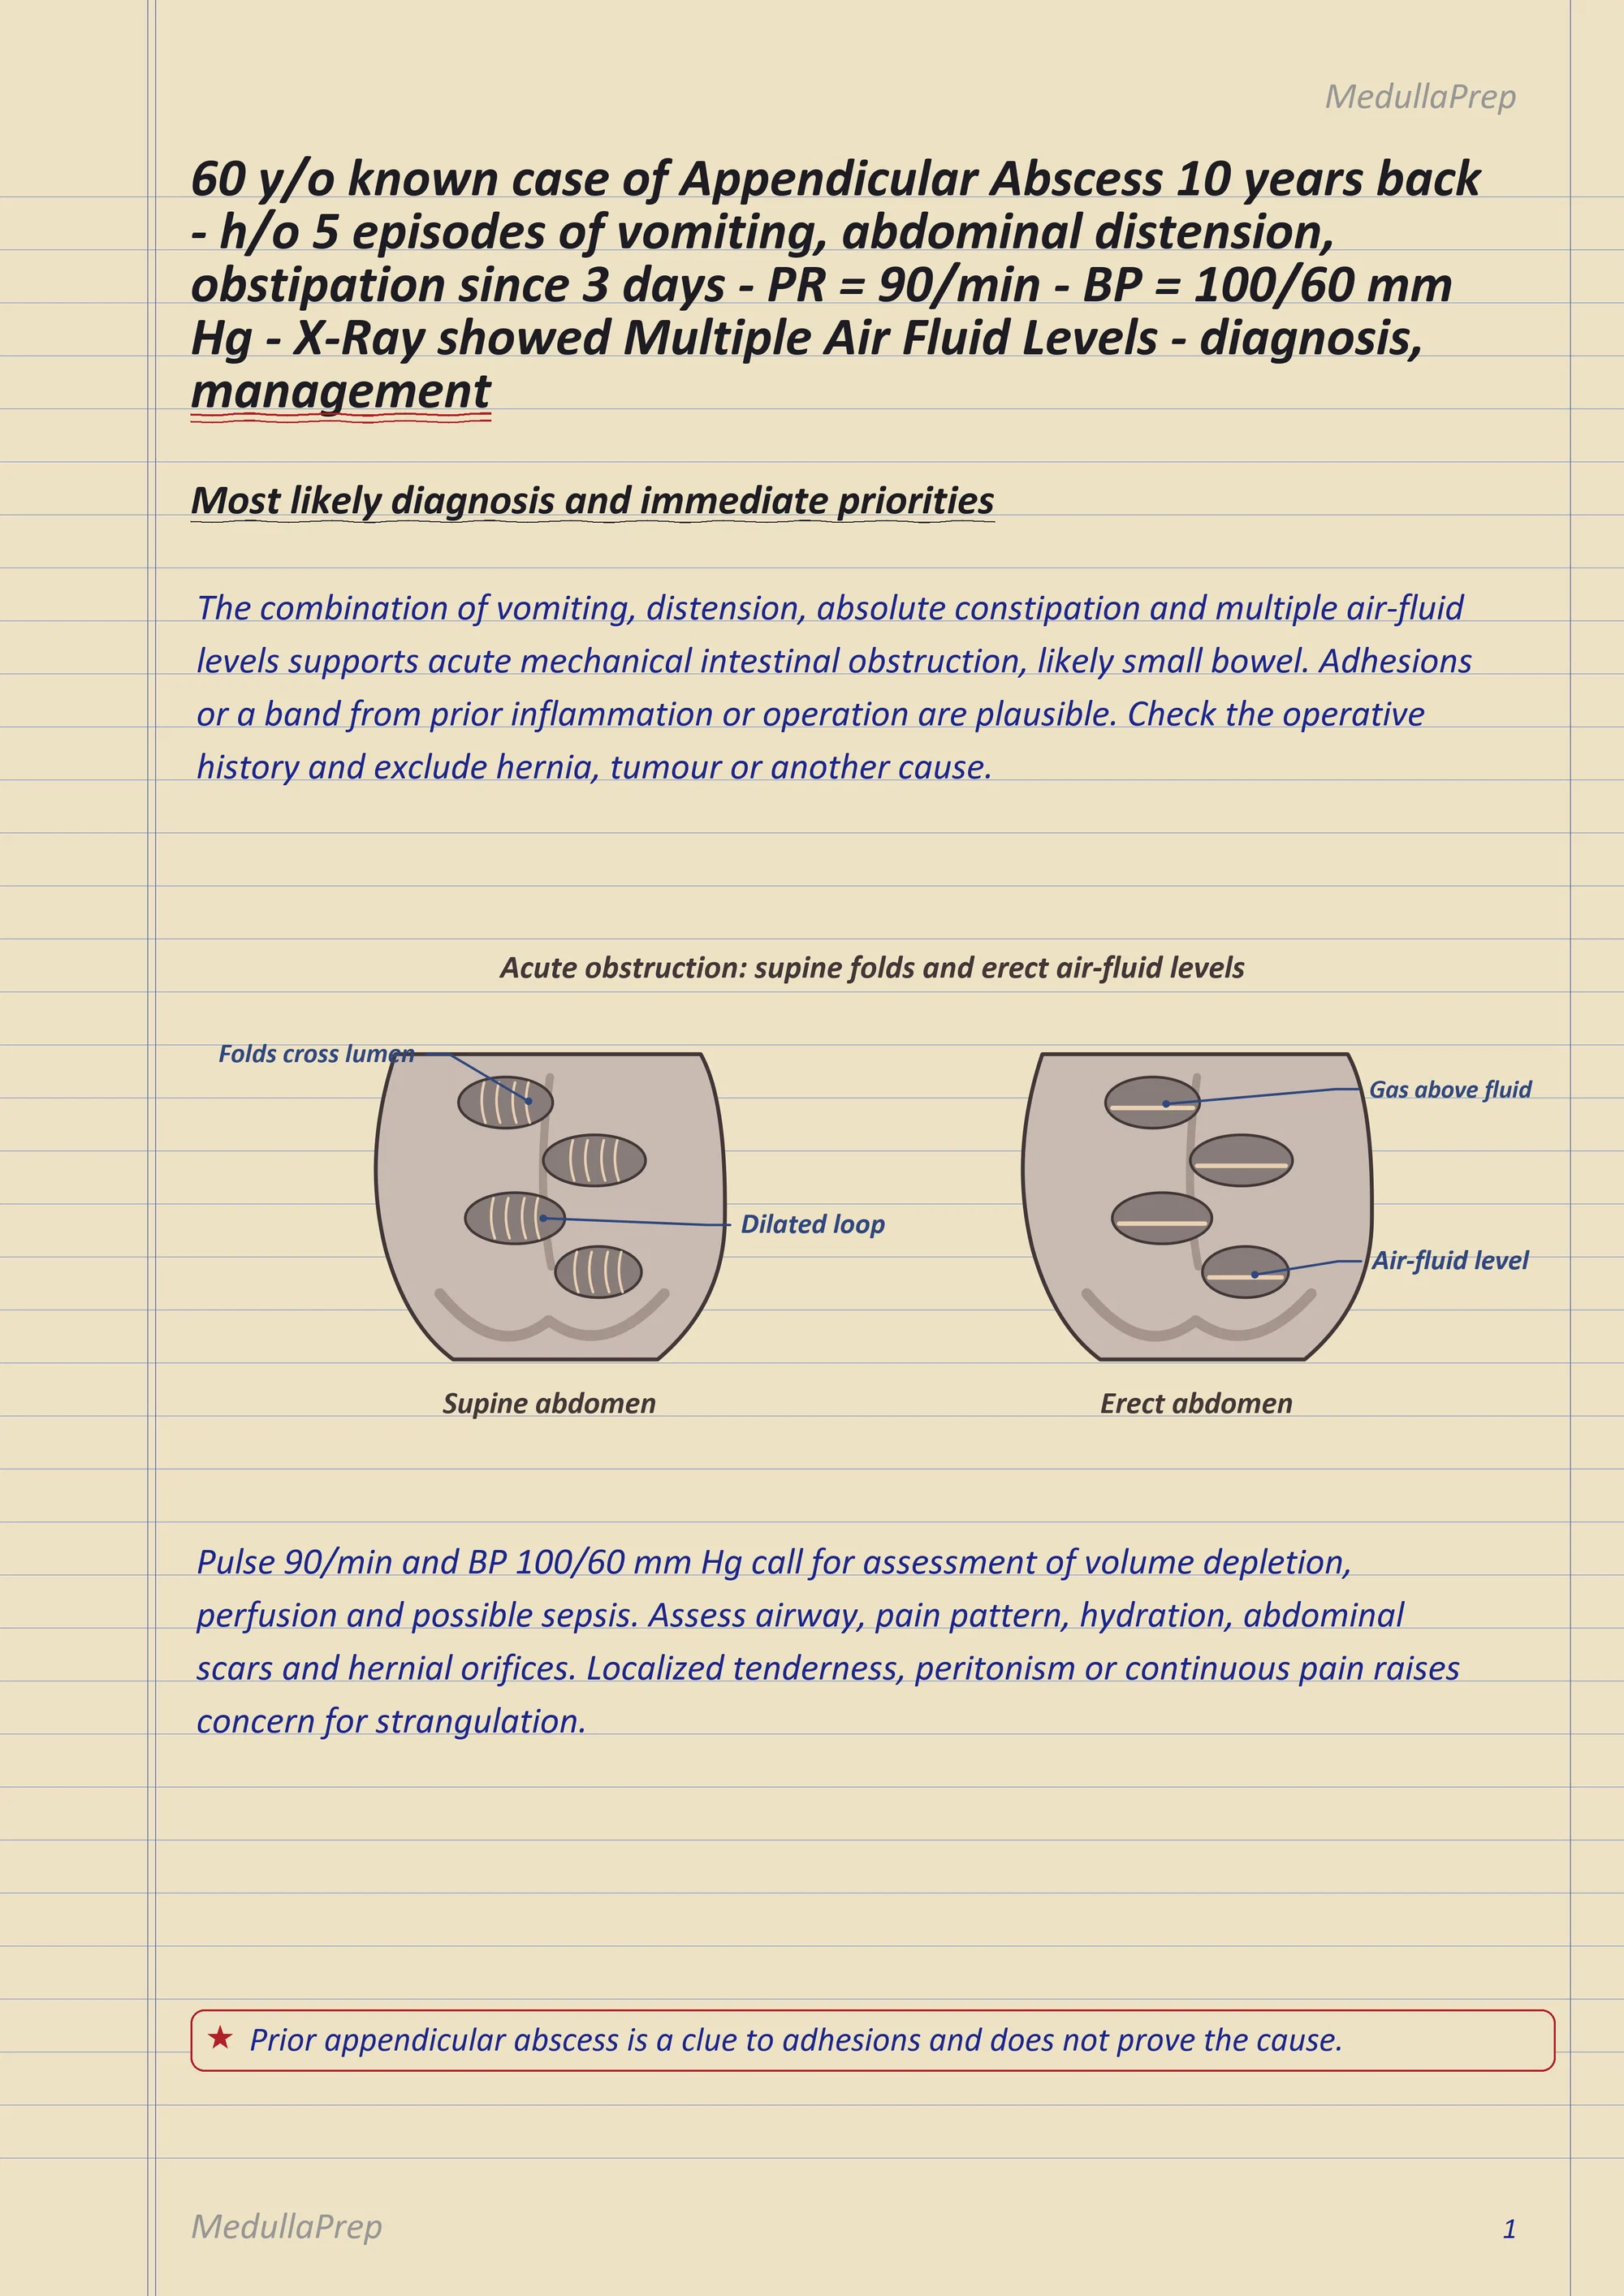 MedullaPrep
60 y/o known case of Appendicular Abscess 10 years back
- h/o 5 episodes of vomiting, abdominal distension,
obstipation since 3 days - PR = 90/min - BP = 100/60 mm
Hg - X-Ray showed Multiple Air Fluid Levels - diagnosis,
management
Most likely diagnosis and immediate priorities
The combination of vomiting, distension, absolute constipation and multiple air-fluid
levels supports acute mechanical intestinal obstruction, likely small bowel. Adhesions
or a band from prior inflammation or operation are plausible. Check the operative
history and exclude hernia, tumour or another cause.
Acute obstruction: supine folds and erect air-fluid levels
Folds cross lumen
Gas above fluid
Dilated loop
Air-fluid level
Supine abdomen
Erect abdomen
Pulse 90/min and BP 100/60 mm Hg call for assessment of volume depletion,
perfusion and possible sepsis. Assess airway, pain pattern, hydration, abdominal
scars and hernial orifices. Localized tenderness, peritonism or continuous pain raises
concern for strangulation.
★ Prior appendicular abscess is a clue to adhesions and does not prove the cause.
MedullaPrep
1